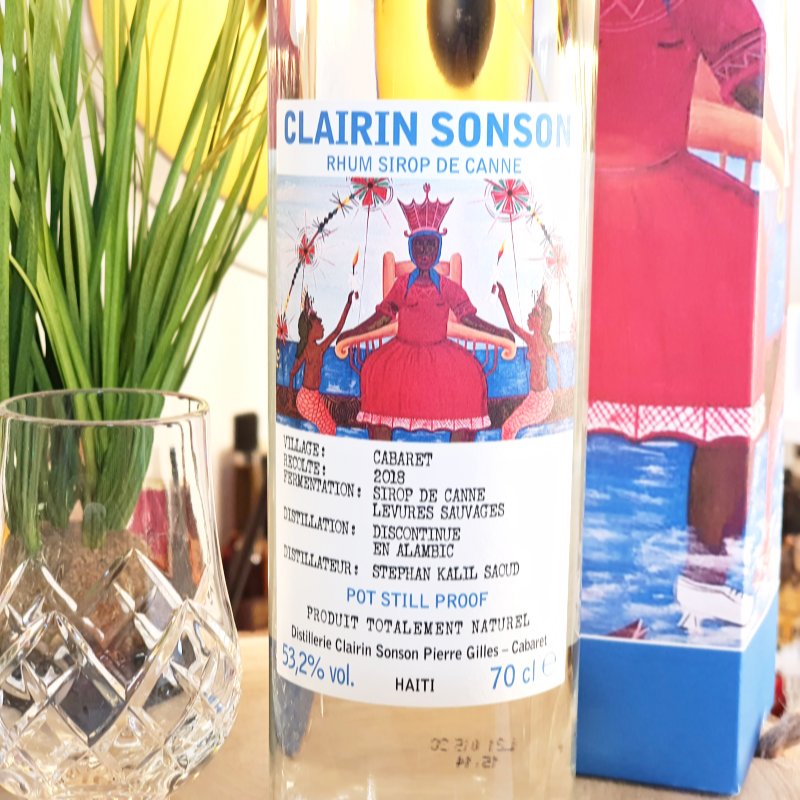 CLAIRIN SONSON
RHUM SIROP DE CANNE
VILLAGE: CABARET
RECOLTE: 2018
FERMENTATION: SIROP DE CANNE
LEVURES SAUVAGES
DISTILLATION: DISCONTINUE
EN ALAMBIC
DISTILLATEUR: STEPHAN KALIL SAOUD
POT STILL PROOF
PRODUIT TOTALEMENT NATUREL
Distillerie Clairin Sonson Pierre Gilles – Cabaret
53,2% vol. HAITI 70 cl e